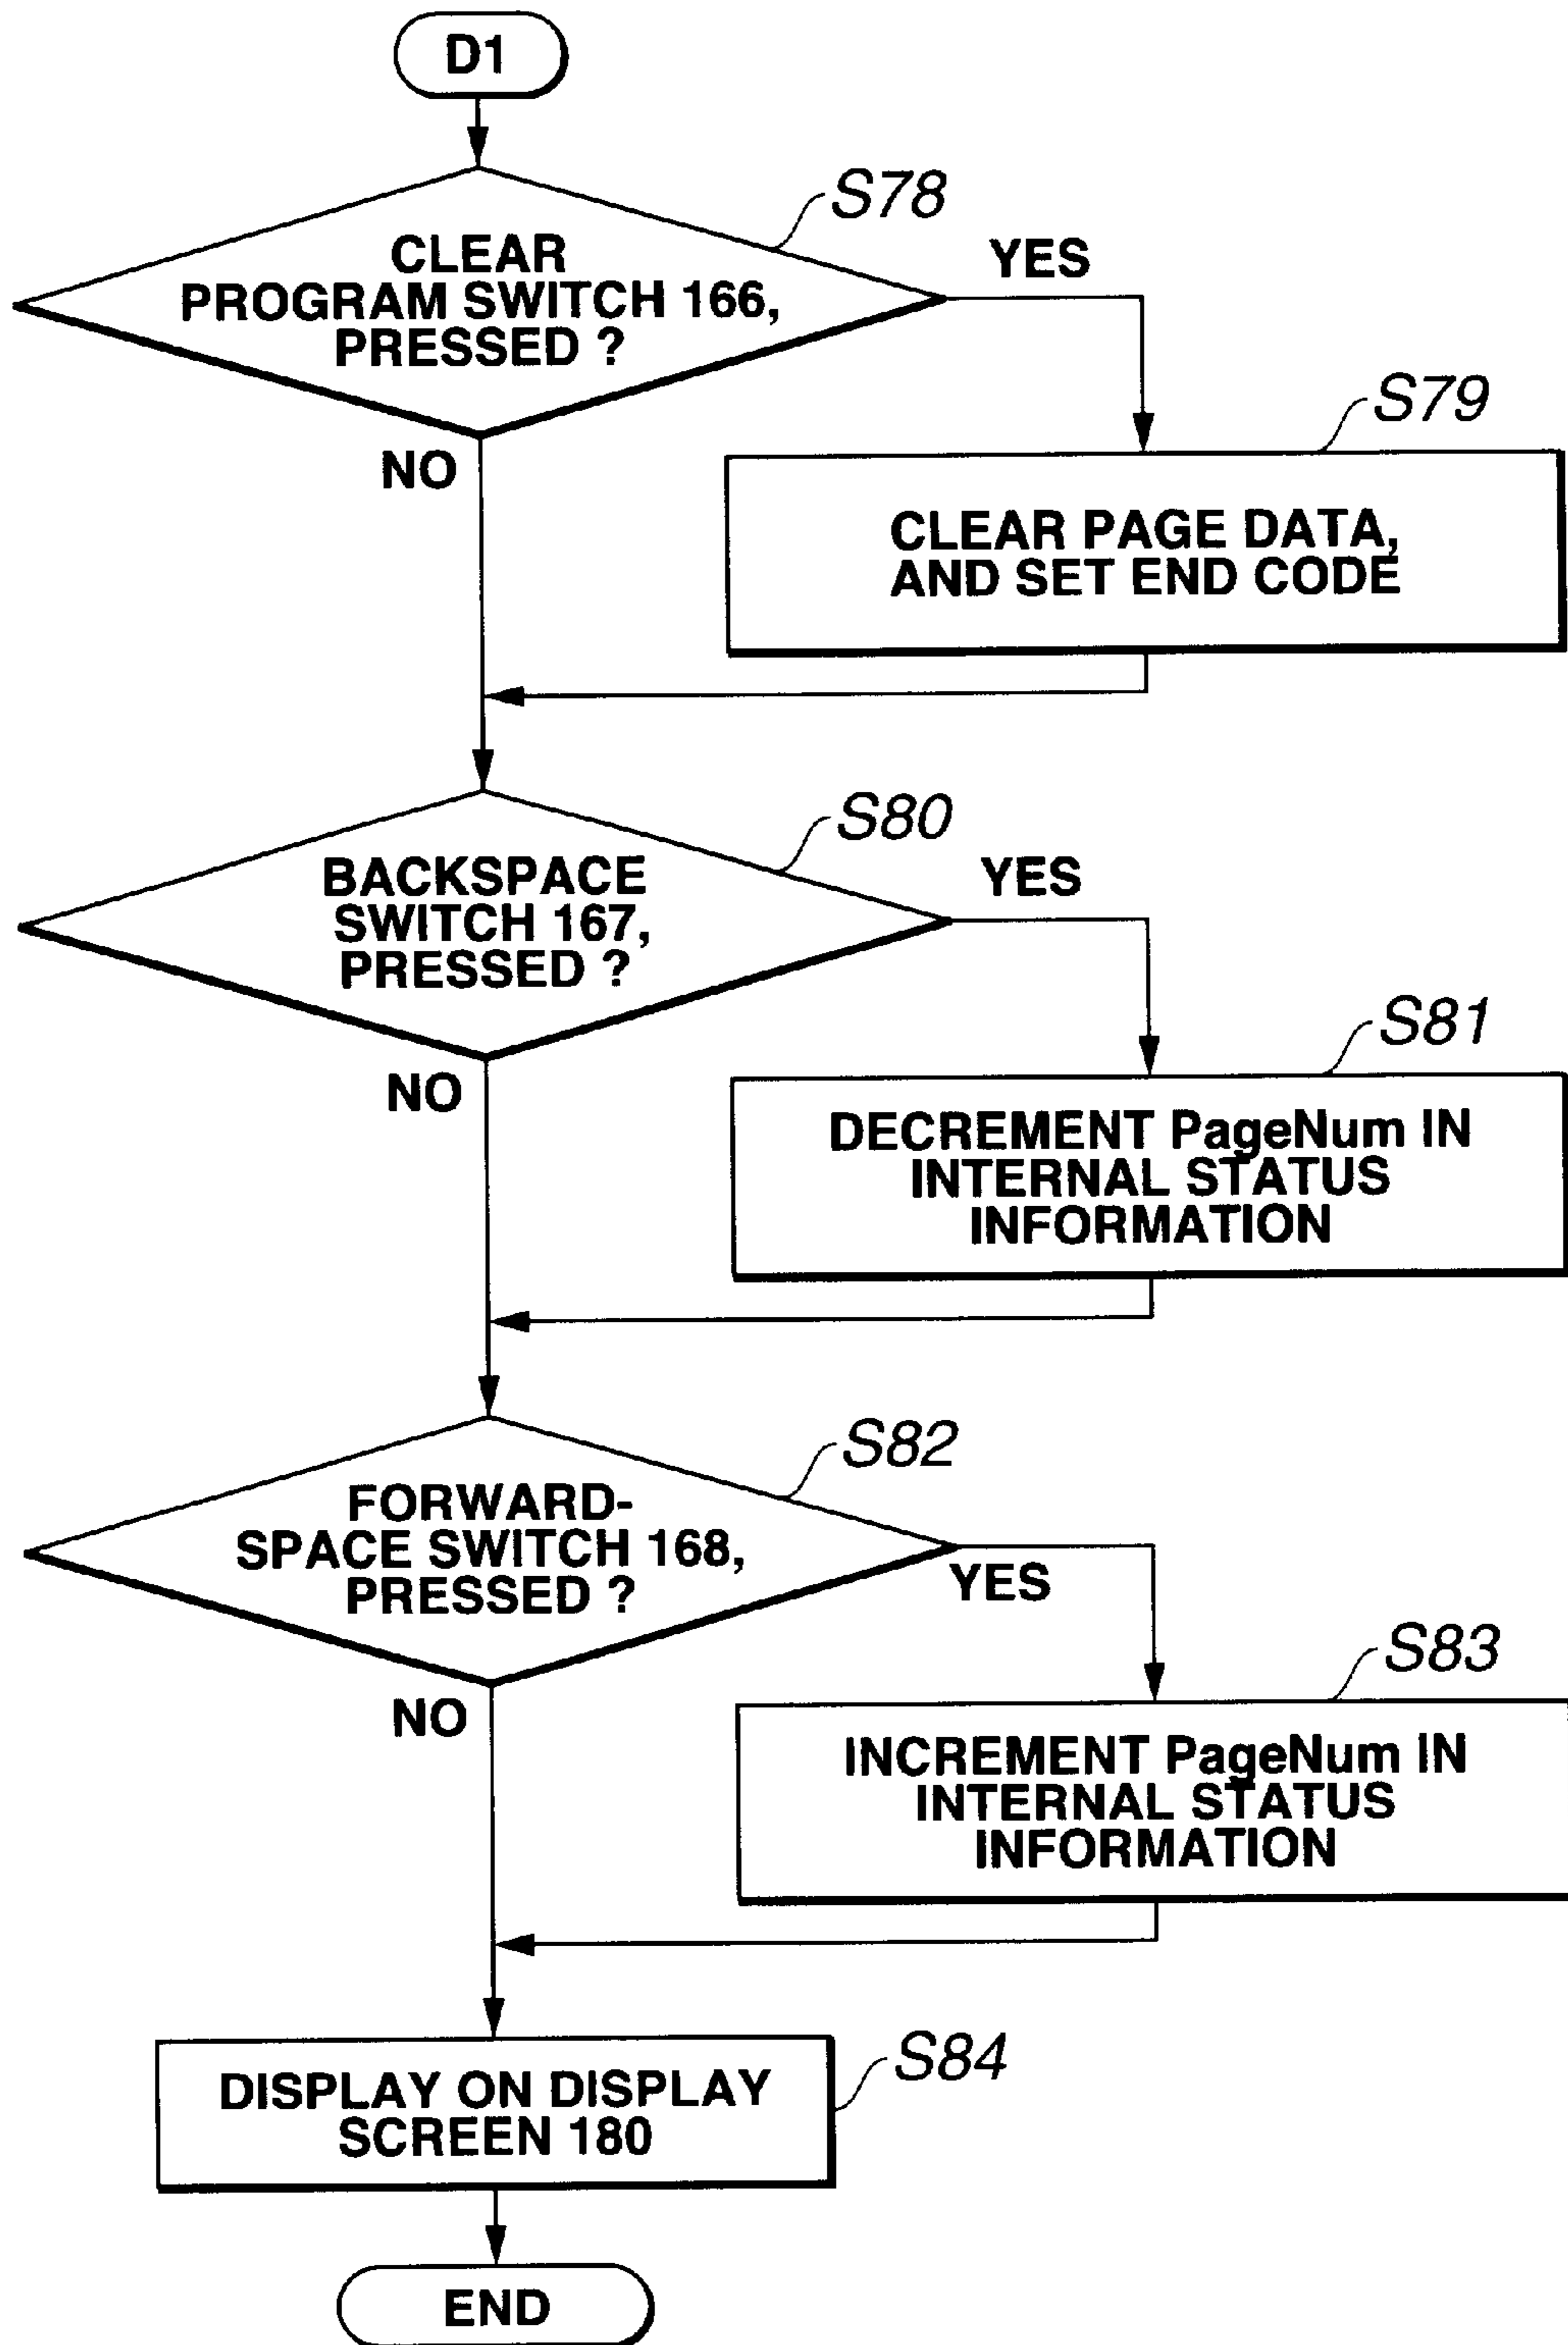 D1
S78
CLEAR
PROGRAM SWITCH 166,
PRESSED ?
YES
NO
S79
CLEAR PAGE DATA,
AND SET END CODE
S80
BACKSPACE
SWITCH 167,
PRESSED ?
YES
NO
S81
DECREMENT PageNum IN
INTERNAL STATUS
INFORMATION
S82
FORWARD-
SPACE SWITCH 168,
PRESSED ?
YES
NO
S83
INCREMENT PageNum IN
INTERNAL STATUS
INFORMATION
S84
DISPLAY ON DISPLAY
SCREEN 180
END